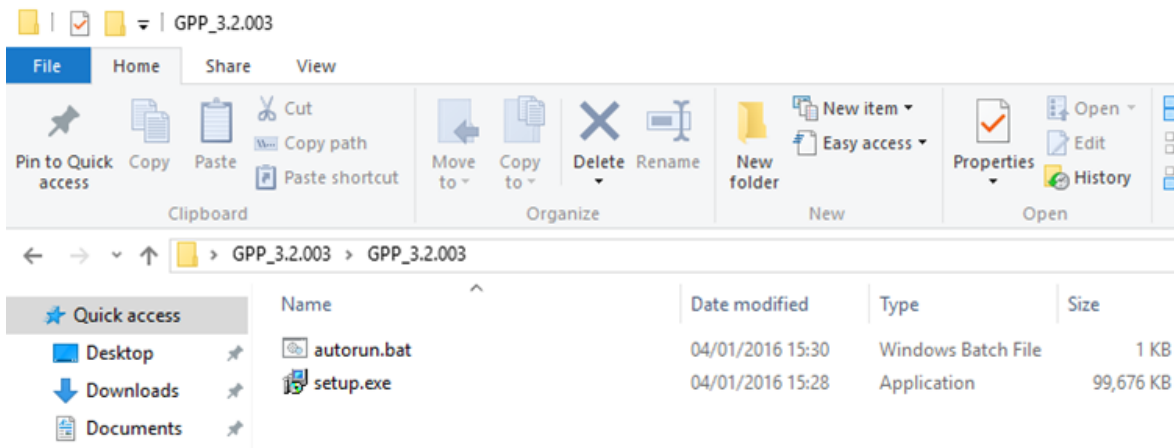 GPP_3.2.003
File Home Share View
Pin to Quick access Copy Paste Cut Copy path Paste shortcut
Move to Copy to Delete Rename New folder New item Easy access Properties Open Edit History
Clipboard Organize New Open
GPP_3.2.003 > GPP_3.2.003
Quick access Name Date modified Type Size
Desktop autorun.bat 04/01/2016 15:30 Windows Batch File 1 KB
Downloads setup.exe 04/01/2016 15:28 Application 99,676 KB
Documents